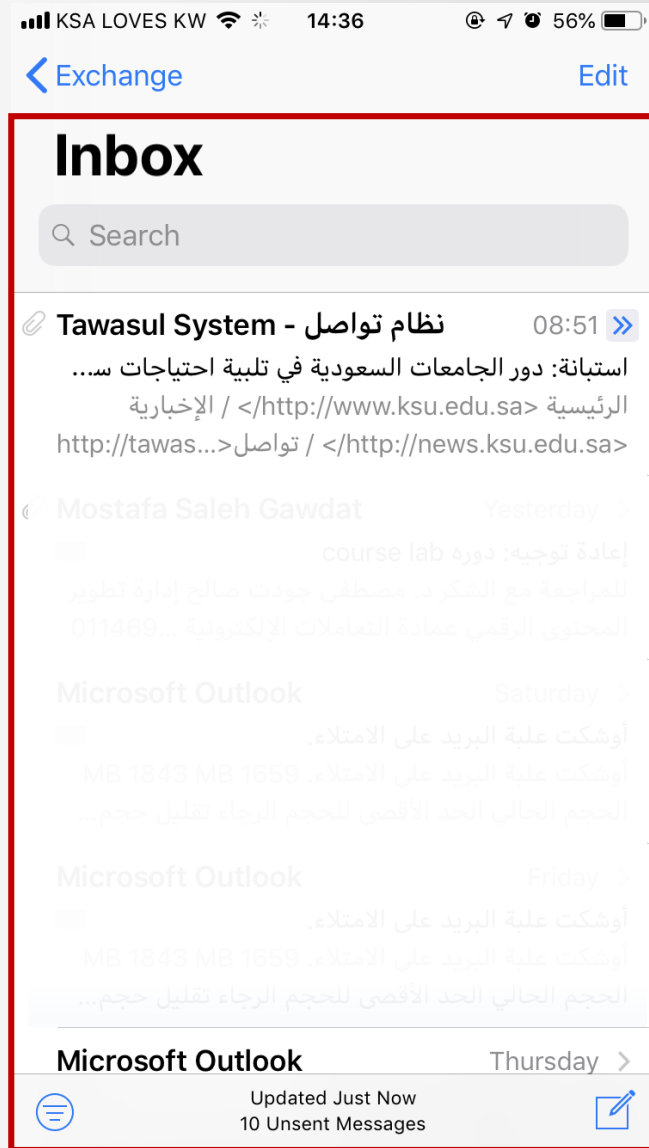 KSA LOVES KW 14:36 56%
Exchange Edit
Inbox
Search
Tawasul System - نظام تواصل 08:51
استبانة: دور الجامعات السعودية في تلبية احتياجات س...
الرئيسية <http://www.ksu.edu.sa/> / الإخبارية
<http://news.ksu.edu.sa/> / تواصل<http://tawas...
Mostafa Saleh Gawdat Yesterday
إعادة توجيه: دوره course lab
للمراجعة مع الشكر د. مصطفى جودت صالح إدارة تطوير
المحتوى الرقمي عمادة التعاملات الإلكترونية ...011469
Microsoft Outlook Saturday
أوشكت علبة البريد على الامتلاء.
أوشكت علبة البريد على الامتلاء. 1659 MB 1843 MB
الحجم الحالي الحد الأقصى للحجم الرجاء تقليل حجم...
Microsoft Outlook Friday
أوشكت علبة البريد على الامتلاء.
أوشكت علبة البريد على الامتلاء. 1659 MB 1843 MB
الحجم الحالي الحد الأقصى للحجم الرجاء تقليل حجم...
Microsoft Outlook Thursday
Updated Just Now
10 Unsent Messages